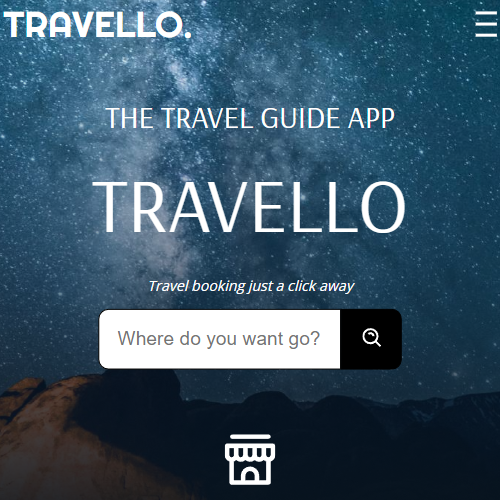 TRAVELLO.
THE TRAVEL GUIDE APP
TRAVELLO
Travel booking just a click away
Where do you want go?